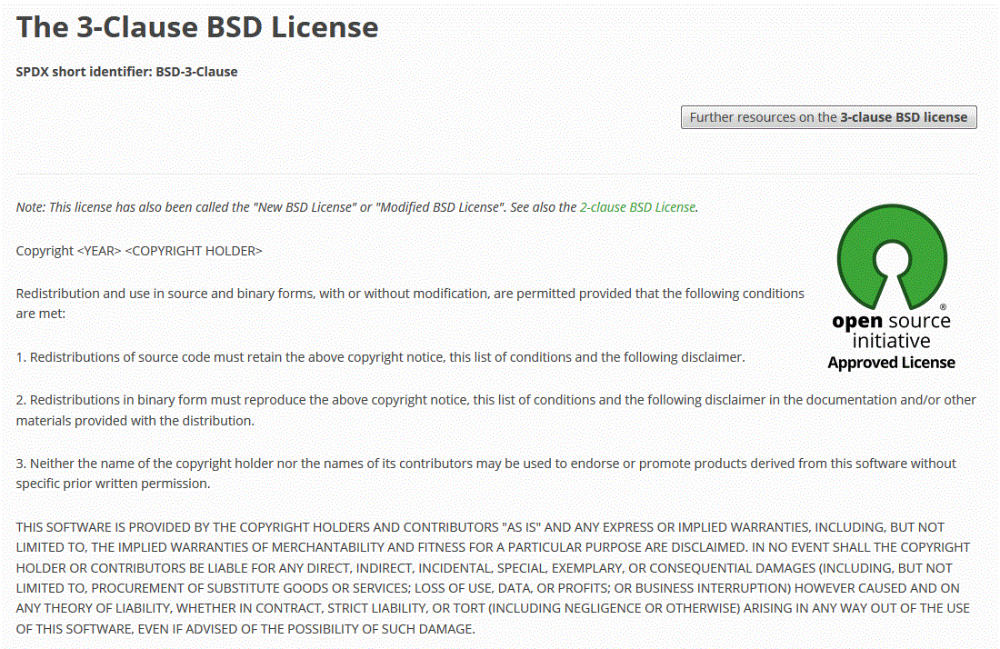 The 3-Clause BSD License
SPDX short identifier: BSD-3-Clause
Further resources on the 3-clause BSD license
Note: This license has also been called the "New BSD License" or "Modified BSD License". See also the 2-clause BSD License.
Copyright <YEAR> <COPYRIGHT HOLDER>
Redistribution and use in source and binary forms, with or without modification, are permitted provided that the following conditions
are met:
1. Redistributions of source code must retain the above copyright notice, this list of conditions and the following disclaimer.
open source
initiative
®
Approved License
2. Redistributions in binary form must reproduce the above copyright notice, this list of conditions and the following disclaimer in the documentation and/or other
materials provided with the distribution.
3. Neither the name of the copyright holder nor the names of its contributors may be used to endorse or promote products derived from this software without
specific prior written permission.
THIS SOFTWARE IS PROVIDED BY THE COPYRIGHT HOLDERS AND CONTRIBUTORS "AS IS" AND ANY EXPRESS OR IMPLIED WARRANTIES, INCLUDING, BUT NOT
LIMITED TO, THE IMPLIED WARRANTIES OF MERCHANTABILITY AND FITNESS FOR A PARTICULAR PURPOSE ARE DISCLAIMED. IN NO EVENT SHALL THE COPYRIGHT
HOLDER OR CONTRIBUTORS BE LIABLE FOR ANY DIRECT, INDIRECT, INCIDENTAL, SPECIAL, EXEMPLARY, OR CONSEQUENTIAL DAMAGES (INCLUDING, BUT NOT
LIMITED TO, PROCUREMENT OF SUBSTITUTE GOODS OR SERVICES; LOSS OF USE, DATA, OR PROFITS; OR BUSINESS INTERRUPTION) HOWEVER CAUSED AND ON
ANY THEORY OF LIABILITY, WHETHER IN CONTRACT, STRICT LIABILITY, OR TORT (INCLUDING NEGLIGENCE OR OTHERWISE) ARISING IN ANY WAY OUT OF THE USE
OF THIS SOFTWARE, EVEN IF ADVISED OF THE POSSIBILITY OF SUCH DAMAGE.